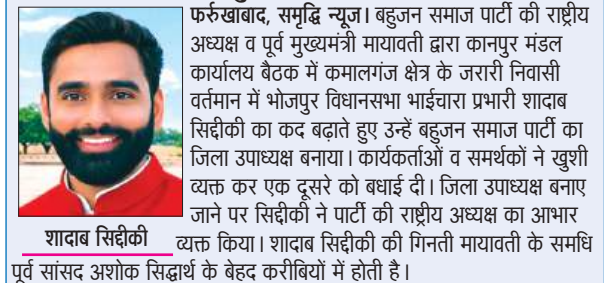 फर्रुखाबाद, समृद्धि न्यूज। बहुजन समाज पार्टी की राष्ट्रीय
अध्यक्ष व पूर्व मुख्यमंत्री मायावती द्वारा कानपुर मंडल
कार्यालय बैठक में कमालगंज क्षेत्र के जरारी निवासी
वर्तमान में भोजपुर विधानसभा भाईचारा प्रभारी शादाब
सिद्दीकी का कद बढ़ाते हुए उन्हें बहुजन समाज पार्टी का
जिला उपाध्यक्ष बनाया। कार्यकर्ताओं व समर्थकों ने खुशी
व्यक्त कर एक दूसरे को बधाई दी। जिला उपाध्यक्ष बनाए
जाने पर सिद्दीकी ने पार्टी की राष्ट्रीय अध्यक्ष का आभार
शादाब सिद्दीकी
व्यक्त किया। शादाब सिद्दीकी की गिनती मायावती के समधि
पूर्व सांसद अशोक सिद्धार्थ के बेहद करीबियों में होती है।